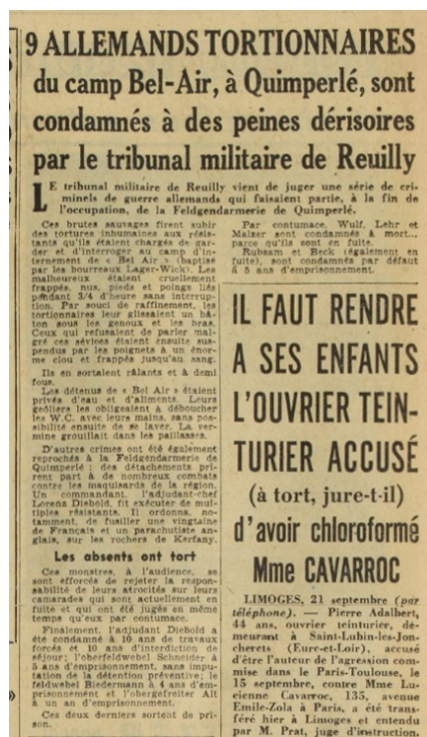 9 ALLEMANDS TORTIONNAIRES
du camp Bel-Air, à Quimperlé, sont
condamnés à des peines dérisoires
par le tribunal militaire de Reuilly
LE tribunal militaire de Reuilly vient de juger une série de cri-
minels de guerre allemands qui faisaient partie, à la fin de
l'occupation, de la Feldgendarmerie de Quimperlé.
Ces brutes sauvages firent subir
des tortures inhumaines aux résis-
tants qu'ils étaient chargés de gar-
der et d'interroger au camp d'in-
ternement de « Bel Air » (baptisé
par les bourreaux Lager-Wick). Les
malheureux étaient cruellement
frappés, nus, pieds et poings liés
pendant 3/4 d'heure sans interrup-
tion. Par souci de raffinement, les
tortionnaires leur glissaient un bâ-
ton sous les genoux et les bras.
Ceux qui refusaient de parler mal-
gré ces sévices étaient ensuite sus-
pendus par les poignets à un énor-
me clou et frappés jusqu'au sang.
Ils en sortaient râlants et à demi
fous.
Les détenus de « Bel Air » étaient
privés d'eau et d'aliments. Leurs
geôliers les obligeaient à déboucher
les W.C. avec leurs mains, sans pos-
sibilité ensuite de se laver. La ver-
mine grouillait dans les paillasses.
D'autres crimes ont été également
reprochés à la Feldgendarmerie de
Quimperlé : des détachements pri-
rent part à de nombreux combats
contre les maquisards de la région.
Un commandant, l'adjudant-chef
Lorens Diebold, fit exécuter de mul-
tiples résistants. Il ordonna, no-
tamment, de fusiller une vingtaine
de Français et un parachutiste an-
glais, sur les rochers de Kerfany.
Les absents ont tort
Ces monstres, à l'audience, se
sont efforcés de rejeter la respon-
sabilité de leurs atrocités sur leurs
camarades qui sont actuellement en
fuite et qui ont été jugés en même
temps qu'eux par contumace.
Finalement, l'adjudant Diebold a
été condamné à 10 ans de travaux
forcés et 10 ans d'interdiction de
séjour; l'oberfeldwebel Schneider à
5 ans d'emprisonnement, sans impu-
tation de la détention préventive; le
feldwebel Biedermann à 4 ans d'em-
prisonnement et l'obergefreiter Alt
à un an d'emprisonnement.
Ces deux derniers sortent de pri-
son.
Par contumace, Wulf, Lehr et
Maizer sont condamnés à mort...
parce qu'ils sont en fuite.
Rubsam et Beck (également en
fuite), sont condamnés par défaut
à 5 ans d'emprisonnement.
IL FAUT RENDRE
A SES ENFANTS
L'OUVRIER TEIN-
TURIER ACCUSÉ
(à tort, jure-t-il)
d'avoir chloroformé
Mme CAVARROC
LIMOGES, 21 septembre (par
téléphone). — Pierre Adalbert,
44 ans, ouvrier teinturier, de-
meurant à Saint-Lubin-les-Jon-
cherets (Eure-et-Loir), accusé
d'être l'auteur de l'agression com-
mise dans le Paris-Toulouse, le
15 septembre, contre Mme Lu-
cienne Cavarroc, 135, avenue
Emile-Zola à Paris, a été trans-
féré hier à Limoges et entendu
par M. Prat, juge d'instruction.